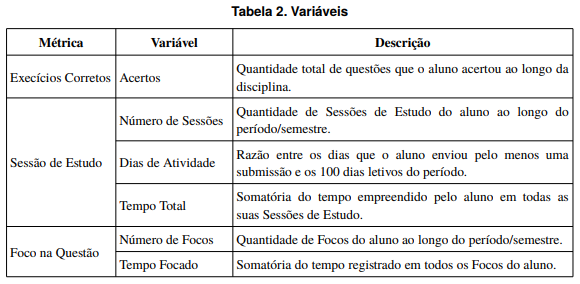 Tabela 2. Variáveis
Métrica Variável Descrição
Execícios Corretos Acertos Quantidade total de questões que o aluno acertou ao longo da
disciplina.
Sessão de Estudo
Número de Sessões Quantidade de Sessões de Estudo do aluno ao longo do
período/semestre.
Dias de Atividade Razão entre os dias que o aluno enviou pelo menos uma
submissão e os 100 dias letivos do período.
Tempo Total Somatória do tempo empreendido pelo aluno em todas as
suas Sessões de Estudo.
Foco na Questão
Número de Focos Quantidade de Focos do aluno ao longo do período/semestre.
Tempo Focado Somatória do tempo registrado em todos os Focos do aluno.